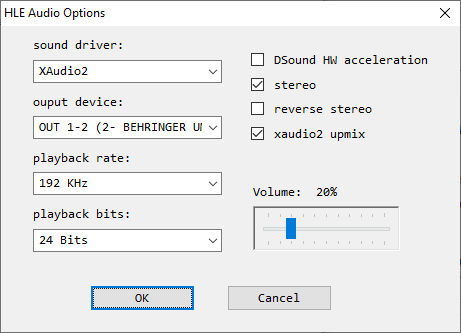 HLE Audio Options
sound driver:
XAudio2
ouput device:
OUT 1-2 (2- BEHRINGER
playback rate:
192 KHz
playback bits:
24 Bits
DSound HW acceleration
stereo
reverse stereo
xaudio2 upmix
Volume: 20%
OK
Cancel